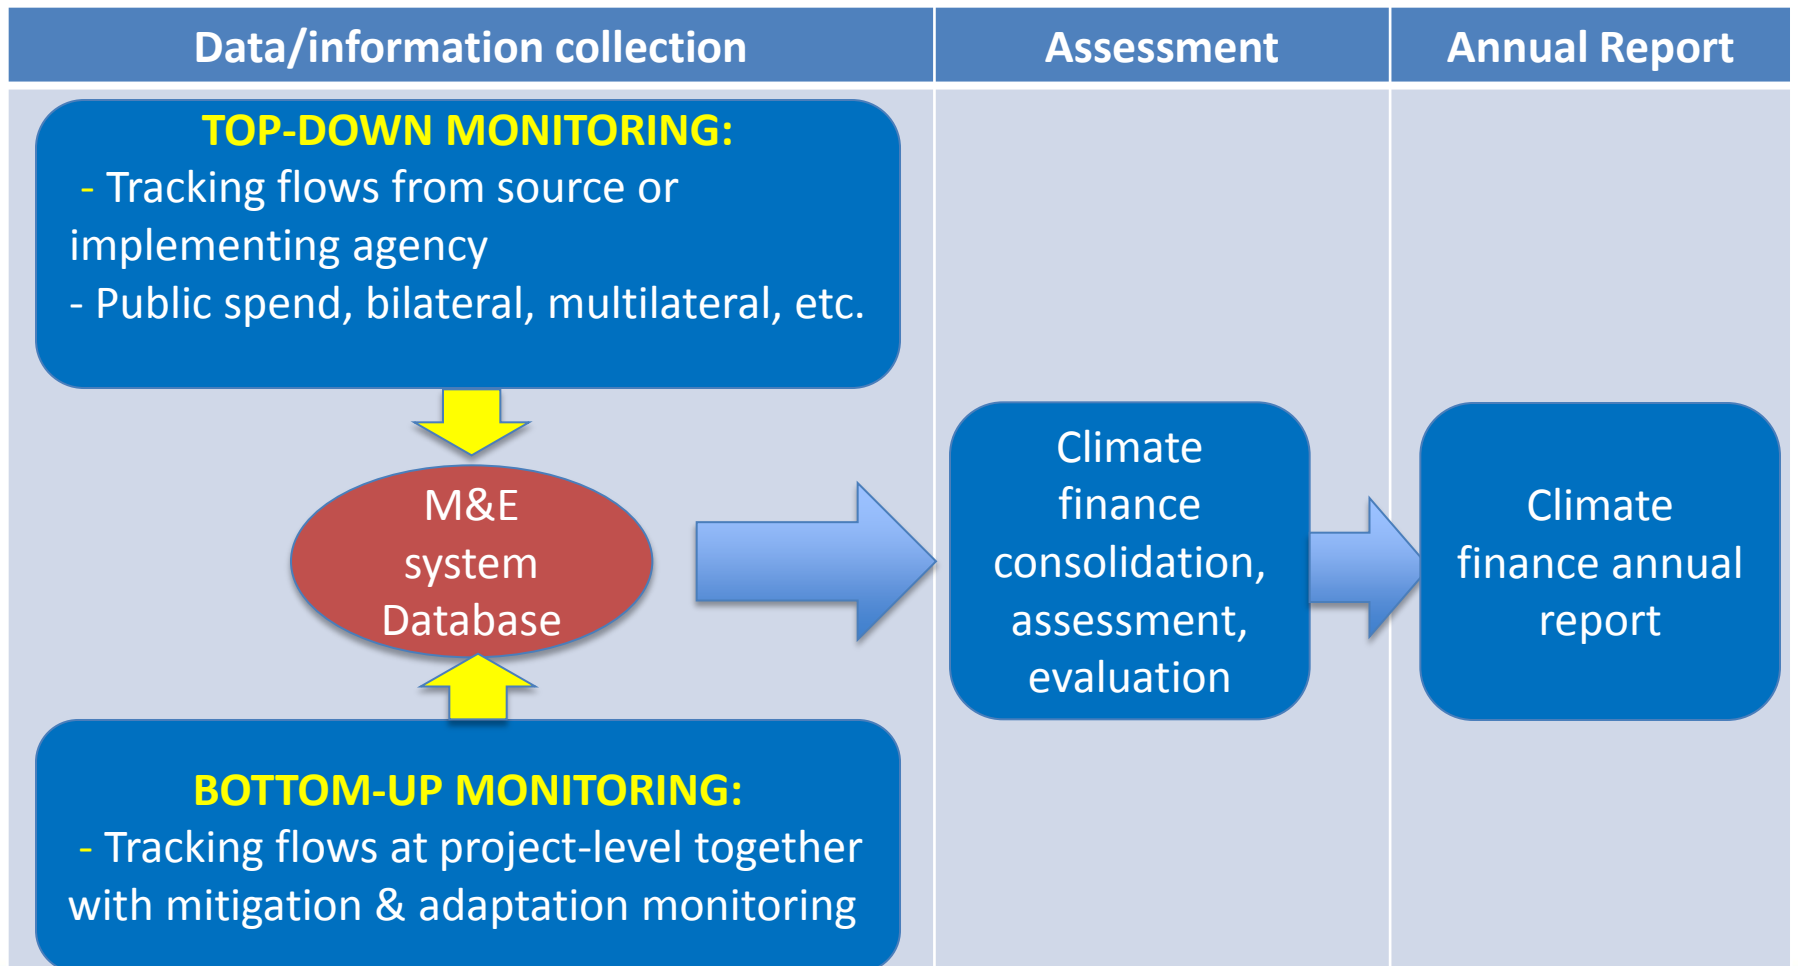 Data/information collection
Assessment
Annual Report
TOP-DOWN MONITORING:
- Tracking flows from source or
implementing agency
- Public spend, bilateral, multilateral, etc.
M&E
system
Database
BOTTOM-UP MONITORING:
- Tracking flows at project-level together
with mitigation & adaptation monitoring
Climate
finance
consolidation,
assessment,
evaluation
Climate
finance annual
report